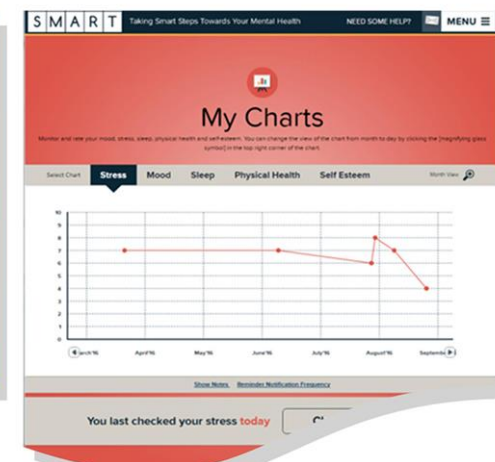 SMART Taking Smart Steps Towards Your Mental Health NEED SOME HELP? MENU
My Charts
Monitor and rate your mood, stress, sleep, physical health and self-esteem. You can change the view of the chart from month to day by clicking the [magnifying glass
symbol] in the top right corner of the chart.
Select Chart Stress Mood Sleep Physical Health Self Esteem Month View
10
9
8
7
6
5
4
3
2
1
0
arch'16 April'16 May'16 June'16 July'16 August'16 Septemb
Show Notes Reminder Notification Frequency
You last checked your stress today